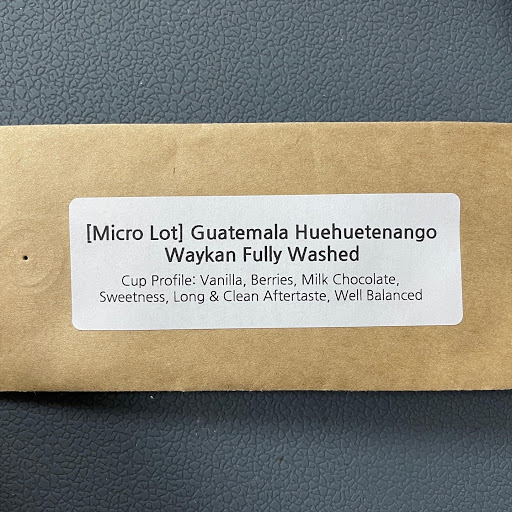 [Micro Lot] Guatemala Huehuetenango
Waykan Fully Washed
Cup Profile: Vanilla, Berries, Milk Chocolate,
Sweetness, Long & Clean Aftertaste, Well Balanced